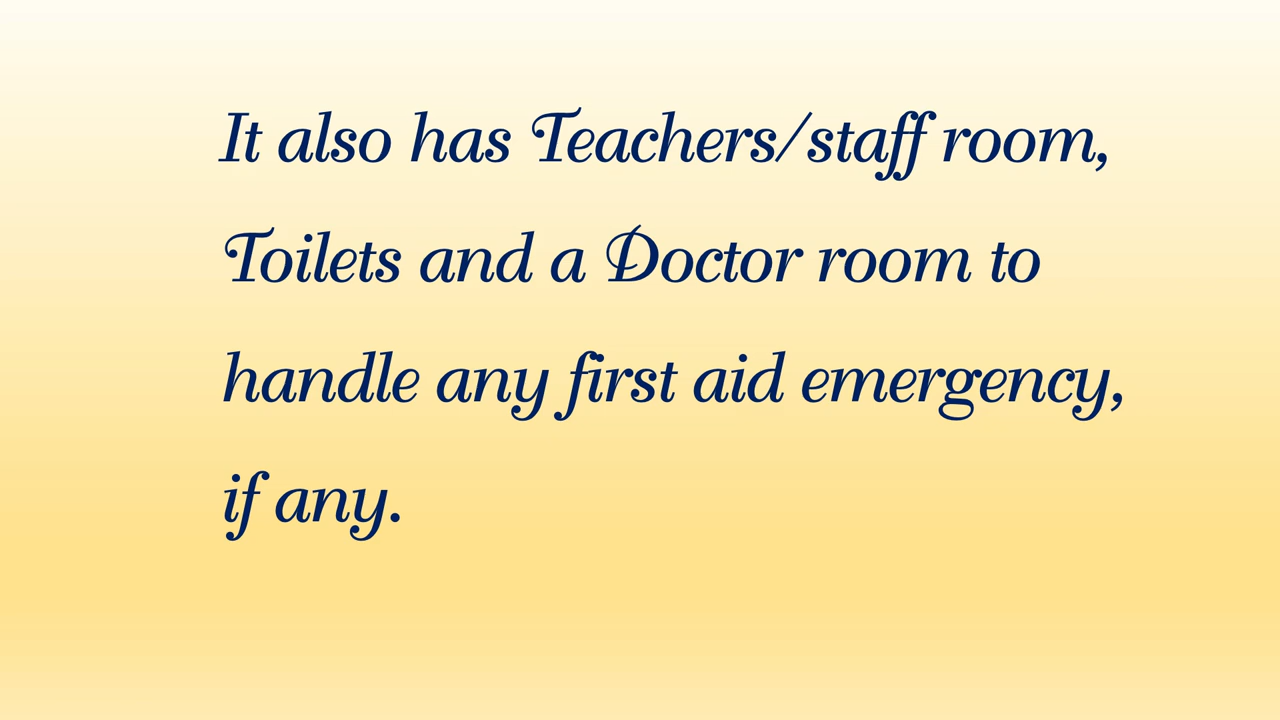 It also has Teachers/staff room,
Toilets and a Doctor room to
handle any first aid emergency,
if any.